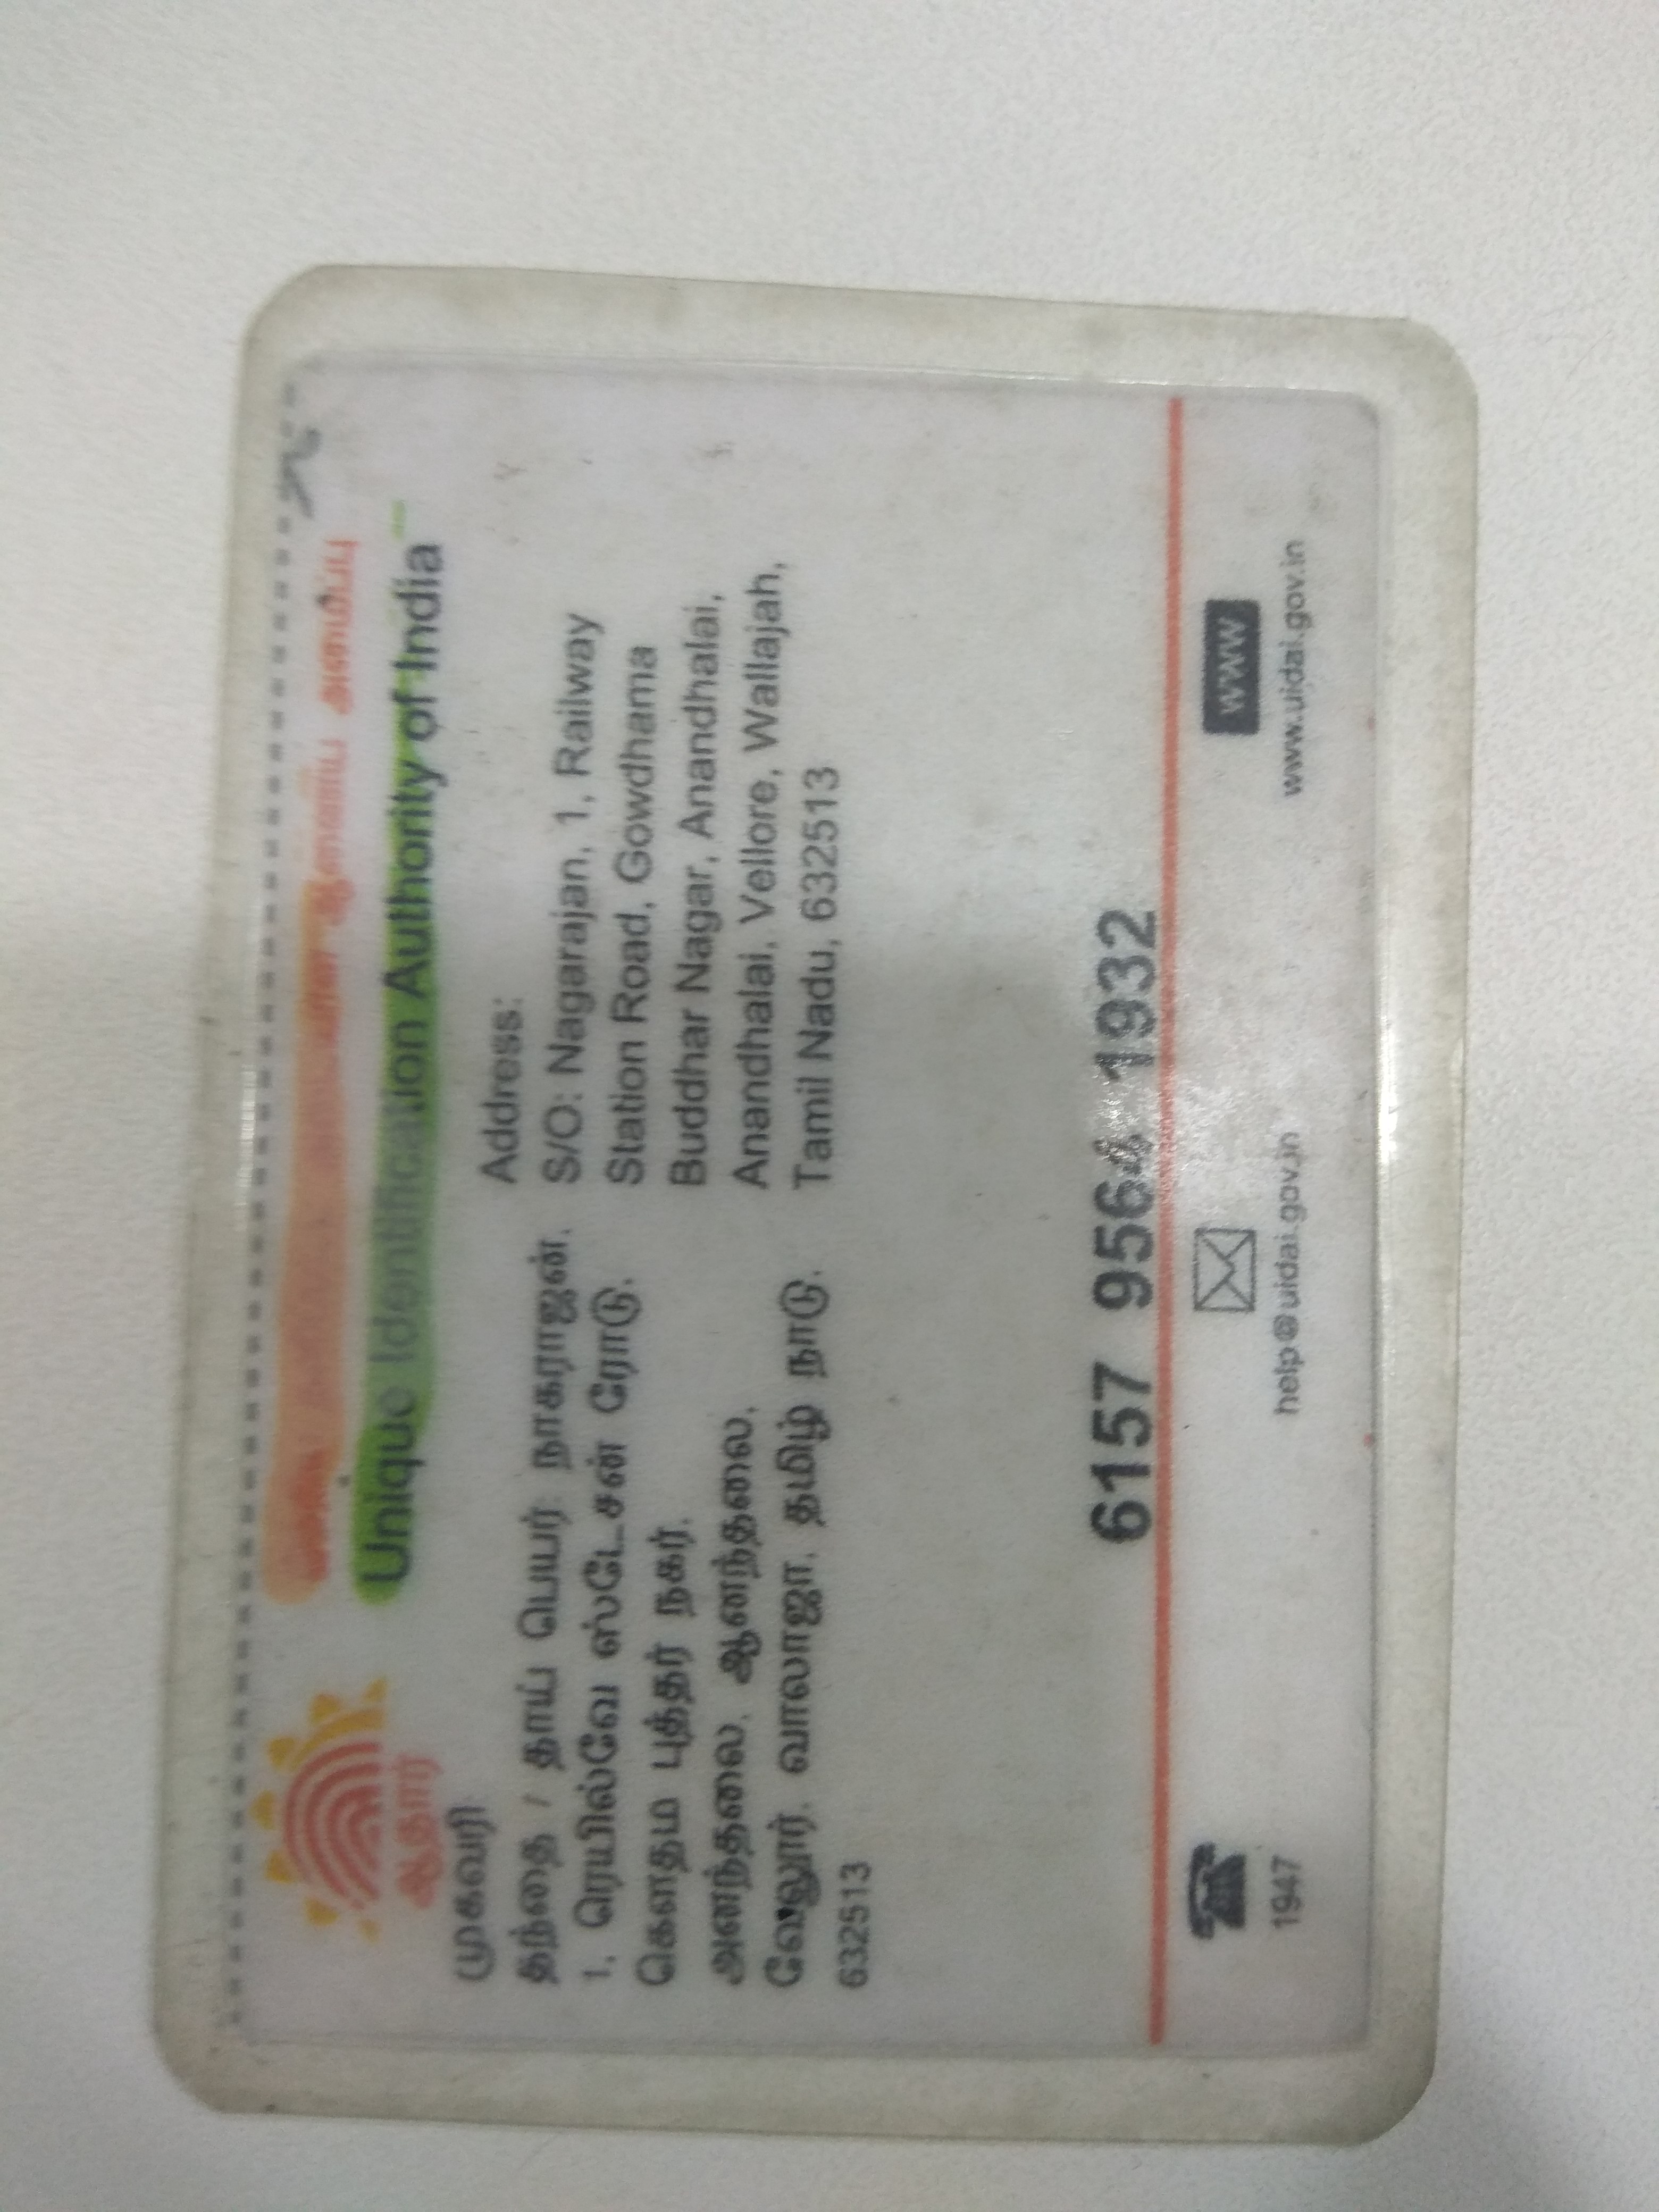 ஆதார்
Unique Identification Authority of India
முகவரி
தந்தை / தாய் பெயர் நாகராஜன்,
1, ரெயில்வே ஸ்டேசன் ரோடு,
கௌதம புத்தர் நகர்,
அனந்தலை, ஆனந்தலை,
வேலூர், வாலாஜா, தமிழ் நாடு,
632513
Address:
S/O: Nagarajan, 1, Railway
Station Road, Gowdhama
Buddhar Nagar, Anandhalai,
Anandhalai, Vellore, Wallajah,
Tamil Nadu, 632513
6157 9564 1932
1947
help@uidai.gov.in
WWW
www.uidai.gov.in